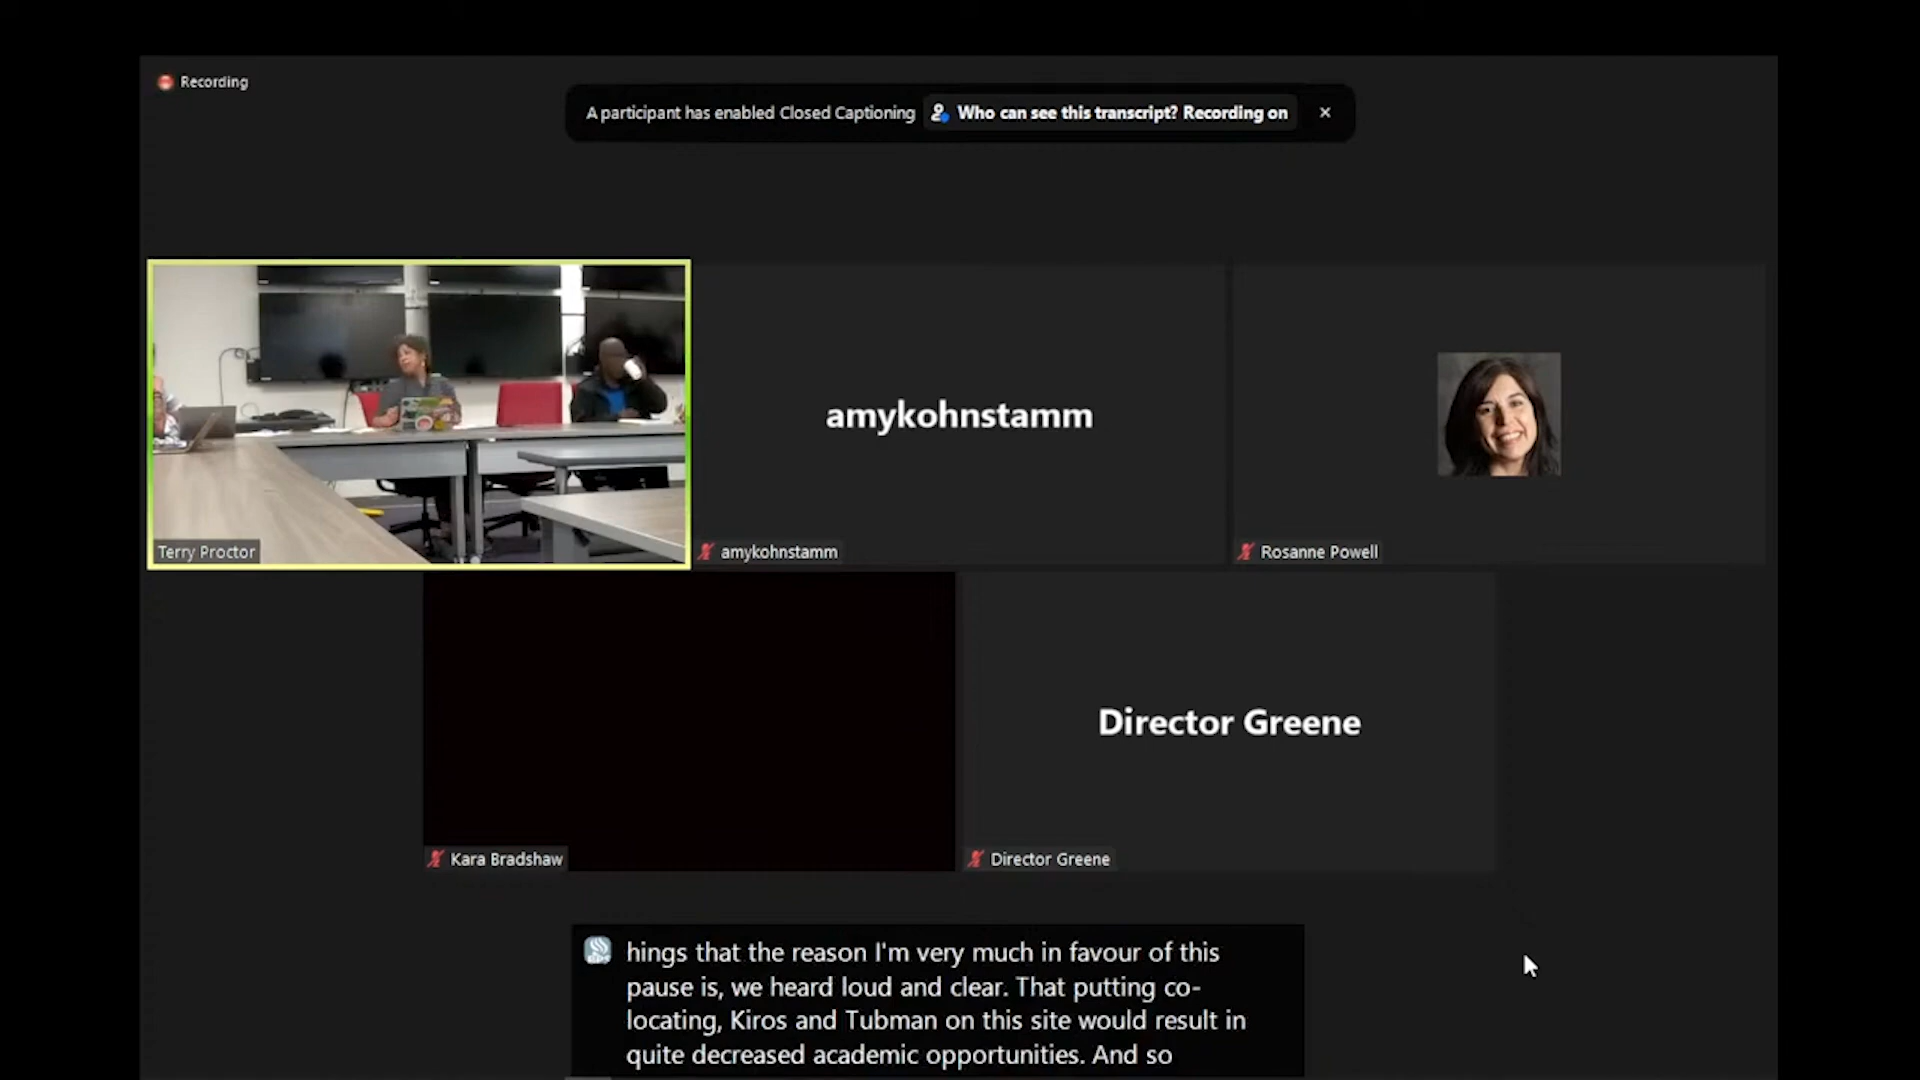 Recording
A participant has enabled Closed Captioning Who can see this transcript? Recording on
amykohnstamm
Terry Proctor
amykohnstamm
Rosanne Powell
Director Greene
Kara Bradshaw
Director Greene
hings that the reason I'm very much in favour of this
pause is, we heard loud and clear. That putting co-
locating, Kiros and Tubman on this site would result in
quite decreased academic opportunities. And so